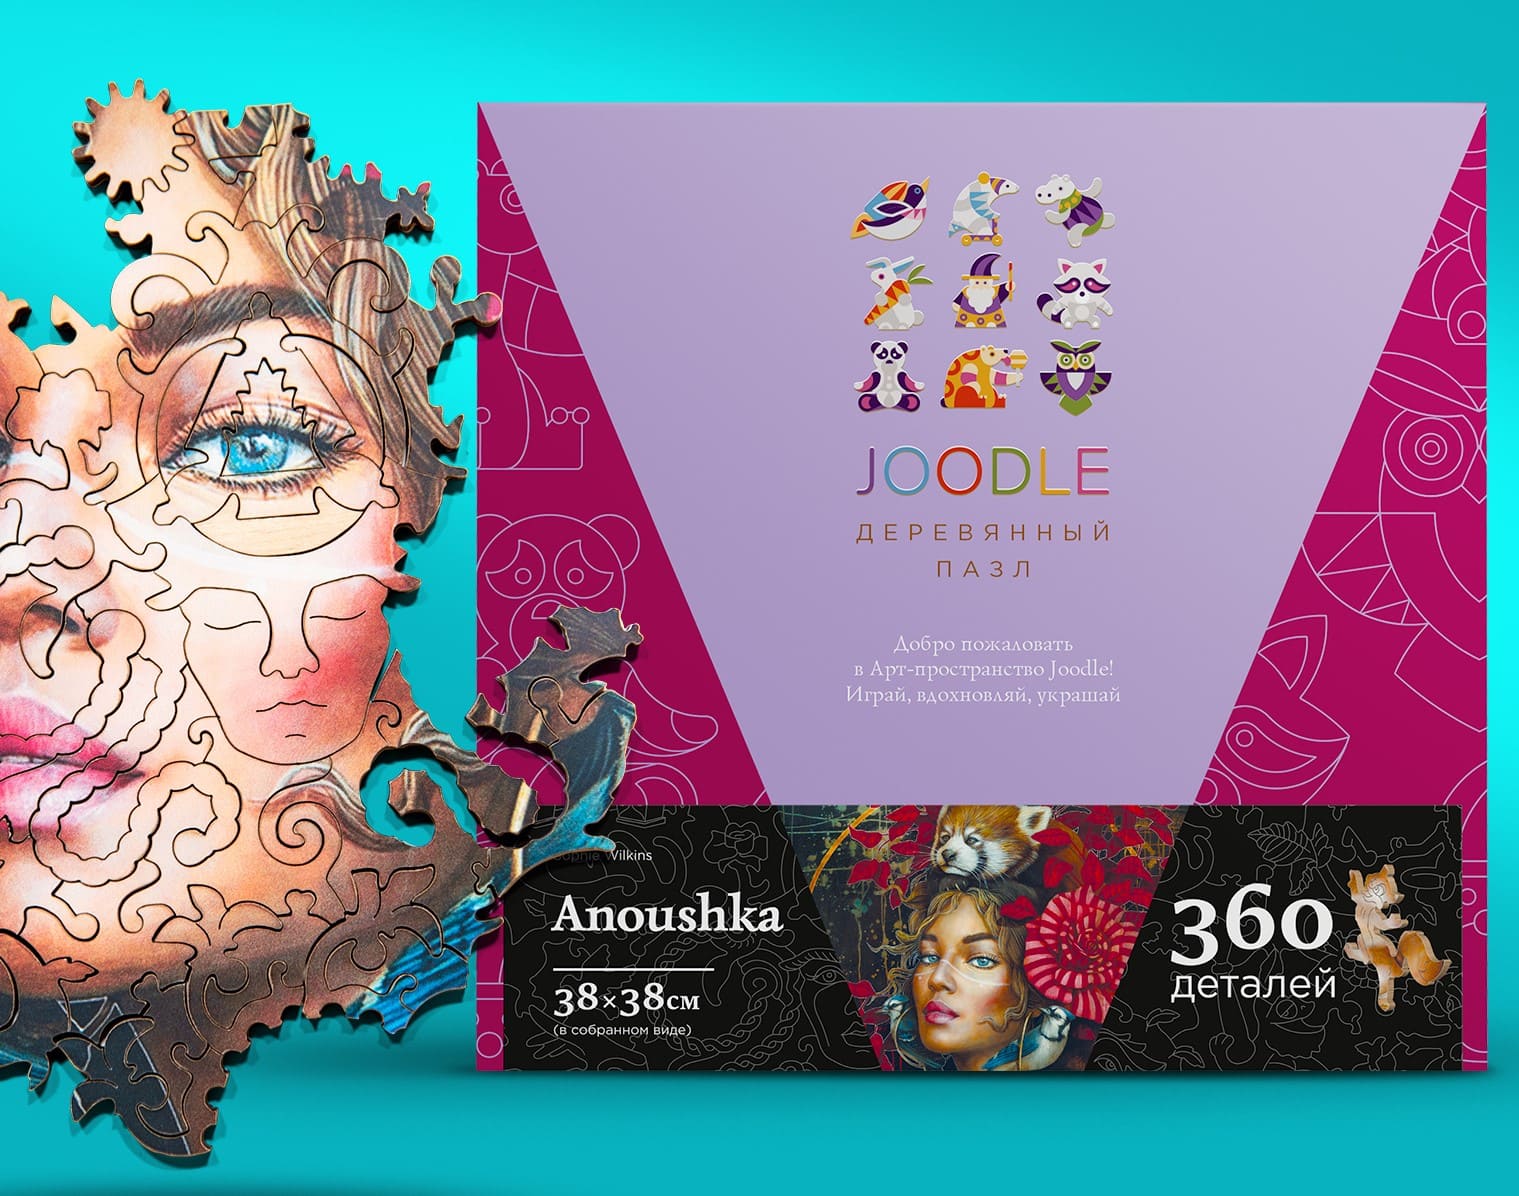 JOODLE
ДЕРЕВЯННЫЙ
ПАЗЛ
Добро пожаловать
в Арт-пространство Joodle!
Играй, вдохновляй, украшай
Sophie Wilkins
Anoushka
38×38см
(в собранном виде)
360
деталей